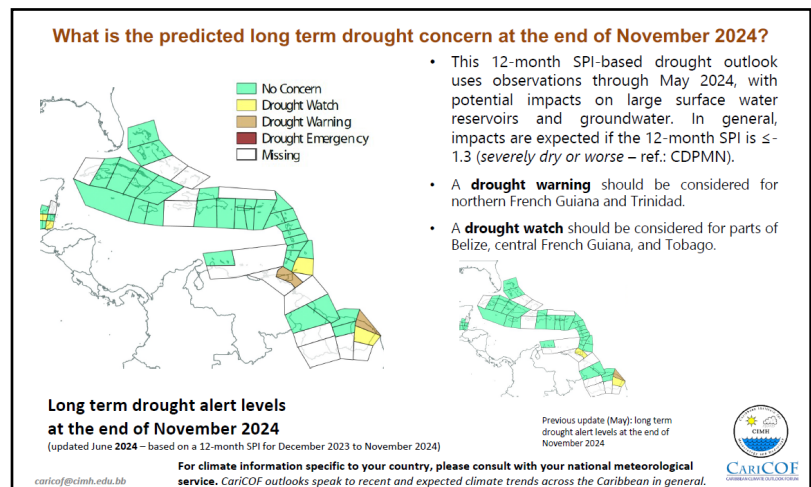 What is the predicted long term drought concern at the end of November 2024?
No Concern
Drought Watch
Drought Warning
Drought Emergency
Missing
• This 12-month SPI-based drought outlook
uses observations through May 2024, with
potential impacts on large surface water
reservoirs and groundwater. In general,
impacts are expected if the 12-month SPI is ≤-
1.3 (severely dry or worse – ref.: CDPMN).
• A drought warning should be considered for
northern French Guiana and Trinidad.
• A drought watch should be considered for parts of
Belize, central French Guiana, and Tobago.
Long term drought alert levels
at the end of November 2024
(updated June 2024 – based on a 12-month SPI for December 2023 to November 2024)
Previous update (May): long term
drought alert levels at the end of
November 2024
CIMH
CARICOF
CARIBBEAN CLIMATE OUTLOOK FORUM
caricof@cimh.edu.bb
For climate information specific to your country, please consult with your national meteorological
service. CariCOF outlooks speak to recent and expected climate trends across the Caribbean in general.